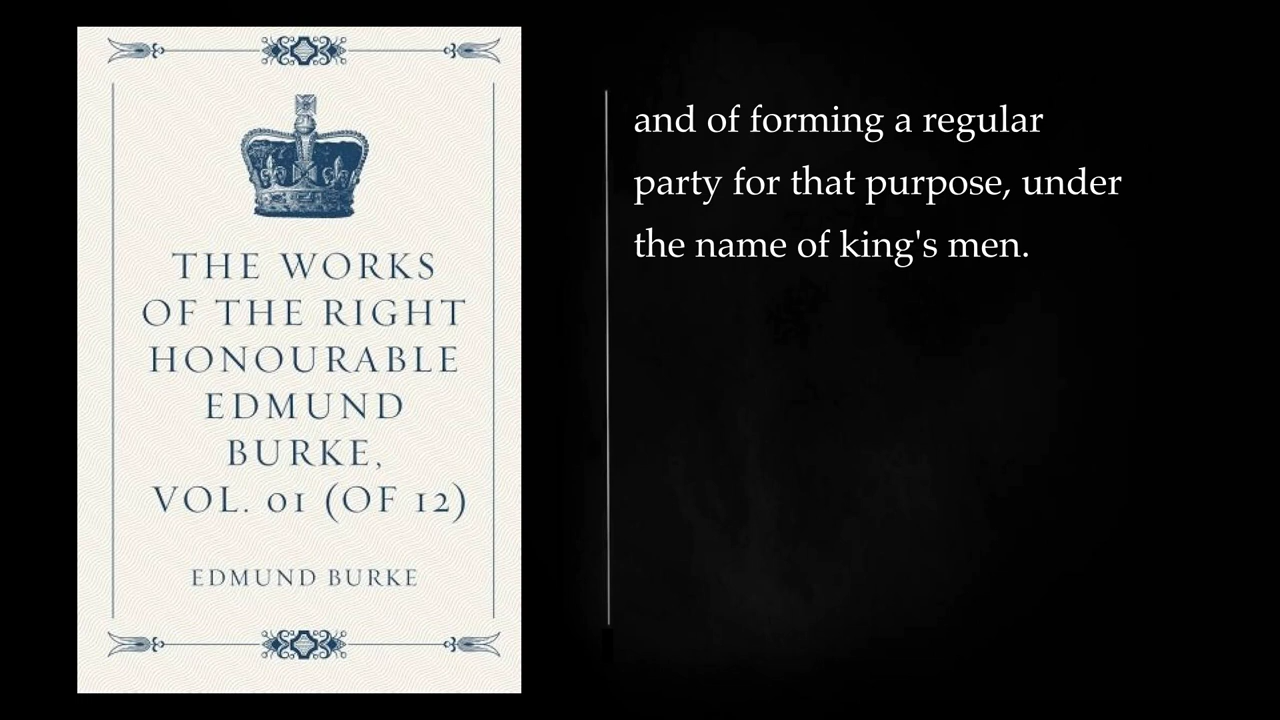 THE WORKS
OF THE RIGHT
HONOURABLE
EDMUND
BURKE,
VOL. 01 (OF 12)
EDMUND BURKE
and of forming a regular
party for that purpose, under
the name of king's men.